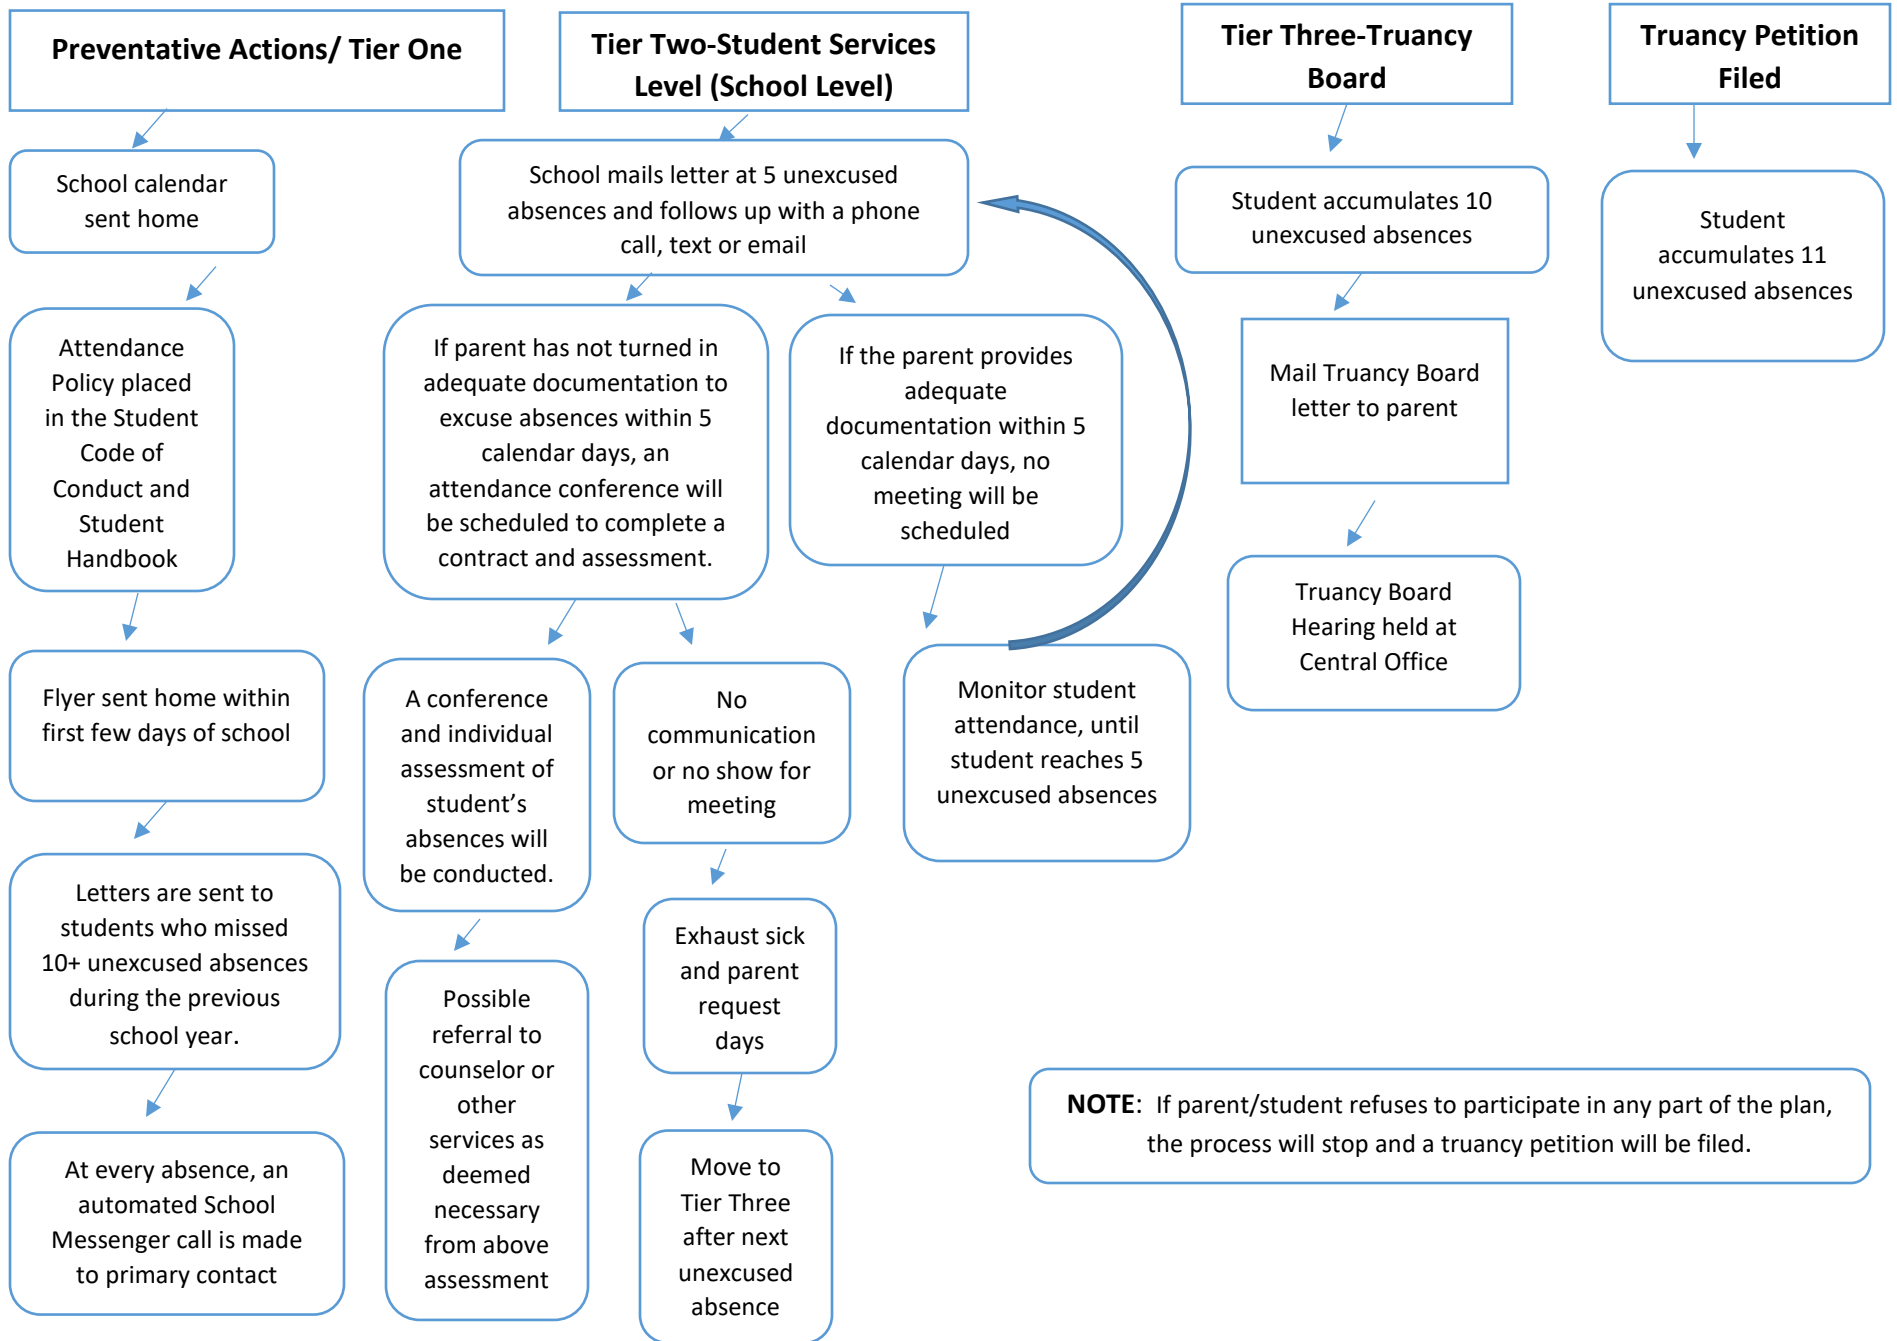 Preventative Actions/ Tier One
School calendar
sent home
Attendance
Policy placed
in the Student
Code of
Conduct and
Student
Handbook
Flyer sent home within
first few days of school
Letters are sent to
students who missed
10+ unexcused absences
during the previous
school year.
At every absence, an
automated School
Messenger call is made
to primary contact
Tier Two-Student Services
Level (School Level)
School mails letter at 5 unexcused
absences and follows up with a phone
call, text or email
If parent has not turned in
adequate documentation to
excuse absences within 5
calendar days, an
attendance conference will
be scheduled to complete a
contract and assessment.
A conference
and individual
assessment of
student’s
absences will
be conducted.
Possible
referral to
counselor or
other
services as
deemed
necessary
from above
assessment
No
communication
or no show for
meeting
Exhaust sick
and parent
request
days
Move to
Tier Three
after next
unexcused
absence
If the parent provides
adequate
documentation within 5
calendar days, no
meeting will be
scheduled
Monitor student
attendance, until
student reaches 5
unexcused absences
Tier Three-Truancy
Board
Student accumulates 10
unexcused absences
Mail Truancy Board
letter to parent
Truancy Board
Hearing held at
Central Office
Truancy Petition
Filed
Student
accumulates 11
unexcused absences
NOTE:  If parent/student refuses to participate in any part of the plan,
the process will stop and a truancy petition will be filed.